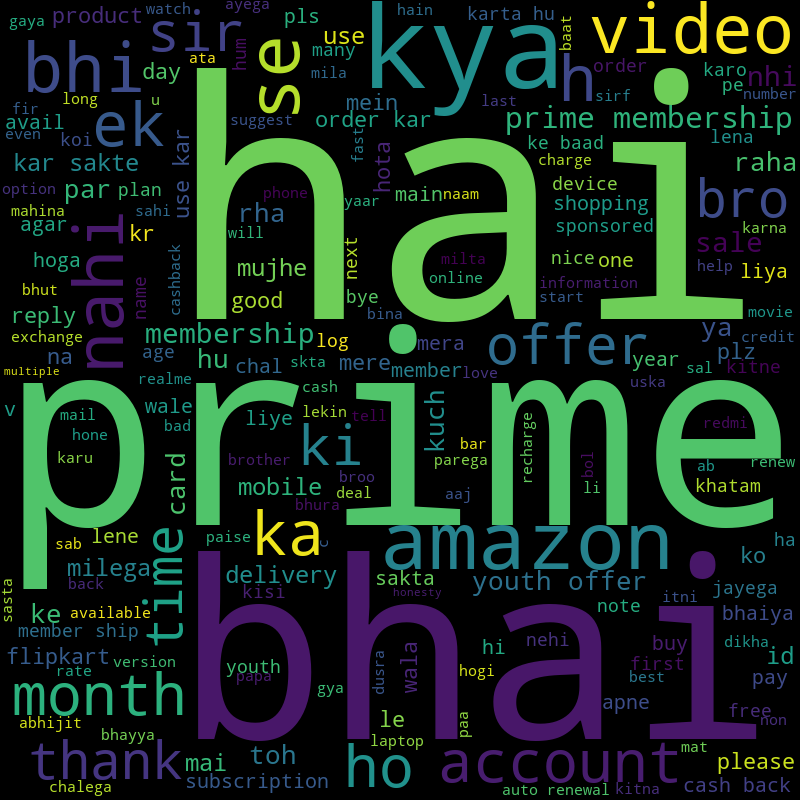 gaya product sir pls kya ayega watch video
bhi ata hum use many mila karta hu baat
day se hain h order karo nhi
long u mein last sirf pe number
avail ek fir suggest order kar prime membership
even koi hai fast ke baad lena
kar sakte hota charge raha
option par plan use kar phone main naam device bro
mahina sahi rha yaar shopping karna
agar nahi kr will sponsored
hoga mujhe next milta nice one sale
bhut name cashback good online information help liya
reply bye start movie
exchange membership log bina mera offer ya credit
na hu mere plz
multiple age chal skta member love year sal kitne
realme cash uska
prime
v mail wale liye lekin tell kuch redmi
hone bad bar
karu brother ki broo parega recharge bol ab renew
card mobile deal aaj li khatam
bhura
sab time paise ka c amazon ha
lene
milega delivery sakta youth offer ko
sasta back kisi honesty itni jayega
ke available bhai note bhaiya
member ship hi nehi dikha
flipkart version youth wala buy id
rate papa gya dusra hogi first best pay
month apne free non
abhijit le paa
bhayya laptop mat
thank mai toh ho account please
chalega subscription auto renewal kitna cash back